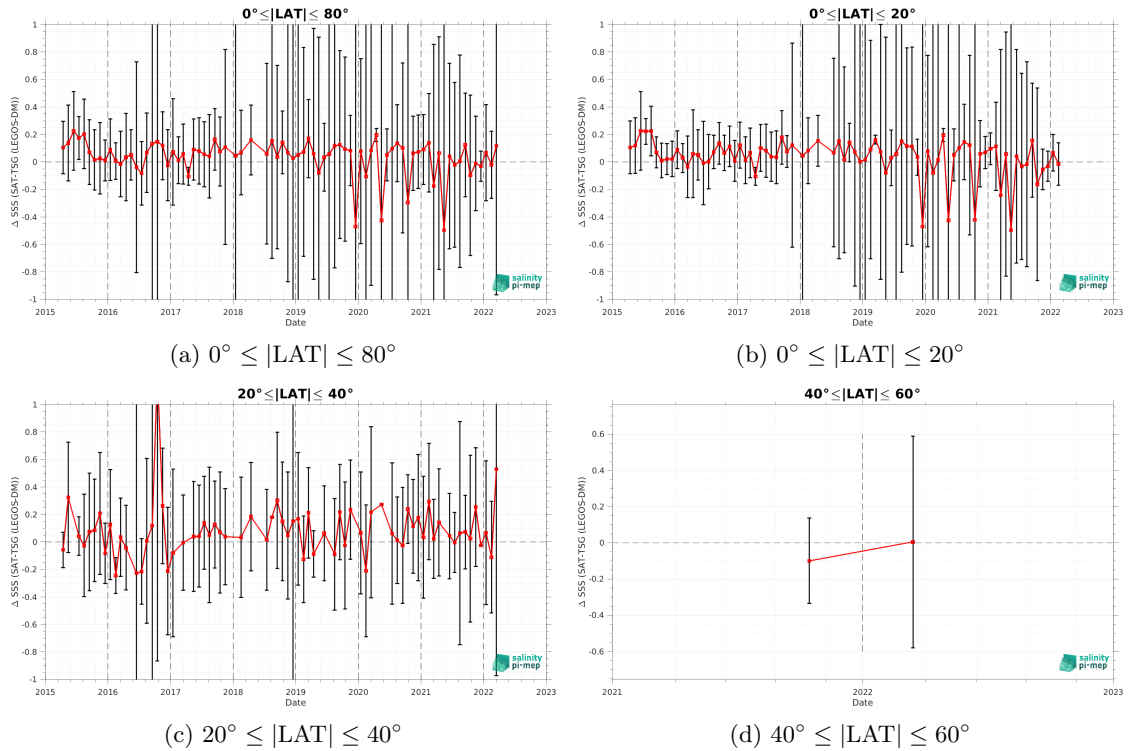 0°≤|LAT|≤ 80°
Δ SSS (SAT-TSG (LEGOS-DM))
1
0.8
0.6
0.4
0.2
0
-0.2
-0.4
-0.6
-0.8
-1
2015 2016 2017 2018 2019 2020 2021 2022 2023
Date
salinity
pi-mep
(a) 0° ≤ |LAT| ≤ 80°
0°≤|LAT|≤ 20°
Δ SSS (SAT-TSG (LEGOS-DM))
1
0.8
0.6
0.4
0.2
0
-0.2
-0.4
-0.6
-0.8
-1
2015 2016 2017 2018 2019 2020 2021 2022 2023
Date
salinity
pi-mep
(b) 0° ≤ |LAT| ≤ 20°
20°≤|LAT|≤ 40°
Δ SSS (SAT-TSG (LEGOS-DM))
1
0.8
0.6
0.4
0.2
0
-0.2
-0.4
-0.6
-0.8
-1
2015 2016 2017 2018 2019 2020 2021 2022 2023
Date
salinity
pi-mep
(c) 20° ≤ |LAT| ≤ 40°
40°≤|LAT|≤ 60°
Δ SSS (SAT-TSG (LEGOS-DM))
0.6
0.4
0.2
0
-0.2
-0.4
-0.6
2021 2022 2023
Date
salinity
pi-mep
(d) 40° ≤ |LAT| ≤ 60°